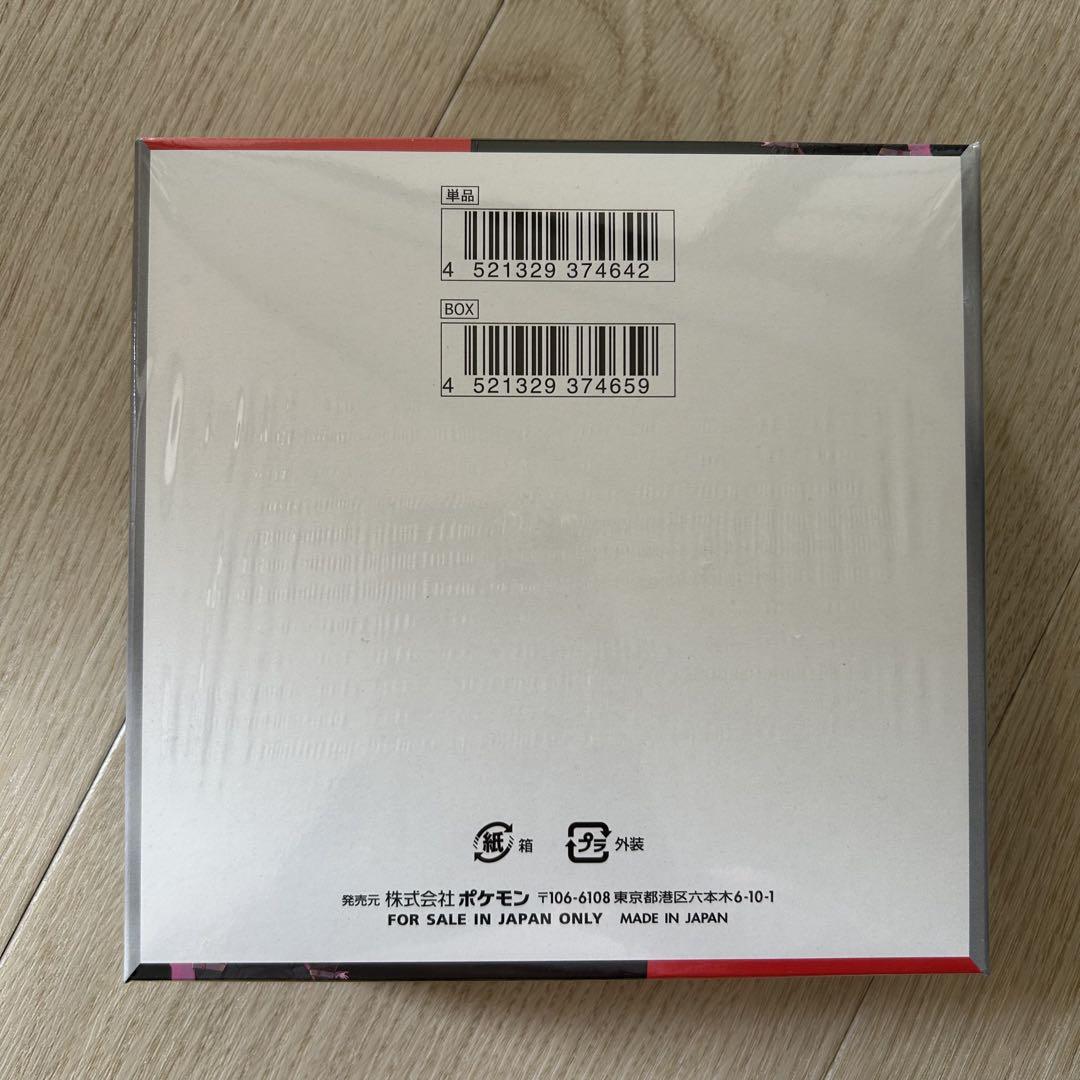 単品
4 521329 374642
BOX
4 521329 374659
紙 箱 プラ 外装
発売元 株式会社 ポケモン 〒106-6108 東京都港区六本木6-10-1
FOR SALE IN JAPAN ONLY MADE IN JAPAN